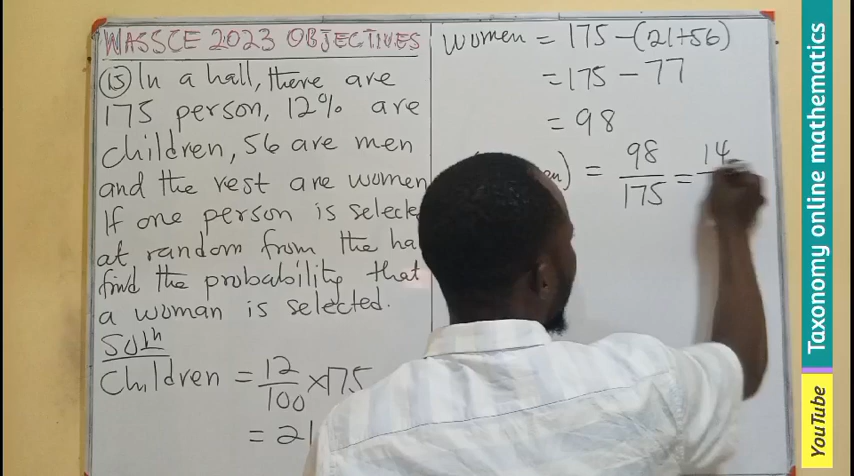 WASSCE 2023 OBJECTIVES
(15) In a hall, there are
175 person, 12% are
children, 56 are men
and the rest are women
If one person is selecte
at random from the ha
find the probability that
a woman is selected.
Soln
Children = 12/100 × 175
= 21
women = 175 - (21+56)
= 175 - 77
= 98
en) = 98/175 = 14
YouTube Taxonomy online mathematics